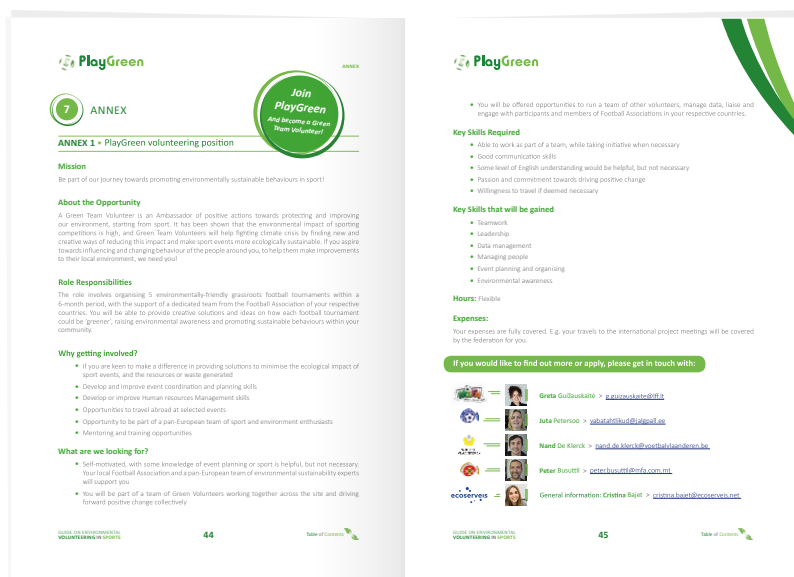 PlayGreen
ANNEX
Join
PlayGreen
And become a Green
Team Volunteer!
7 ANNEX
ANNEX 1 • PlayGreen volunteering position
Mission
Be part of our journey towards promoting environmentally sustainable behaviours in sport!
About the Opportunity
A Green Team Volunteer is an Ambassador of positive actions towards protecting and improving
our environment, starting from sport. It has been shown that the environmental impact of sporting
competitions is high, and Green Team Volunteers will help fighting climate crisis by finding new and
creative ways of reducing this impact and make sport events more ecologically sustainable. If you aspire
towards influencing and changing behaviour of the people around you, to help them make improvements
to their local environment, we need you!
Role Responsibilities
The role involves organising 5 environmentally-friendly grassroots football tournaments within a
6-month period, with the support of a dedicated team from the Football Association of your respective
countries. You will be able to provide creative solutions and ideas on how each football tournament
could be 'greener', raising environmental awareness and promoting sustainable behaviours within your
community.
Why getting involved?
• If you are keen to make a difference in providing solutions to minimise the ecological impact of
sport events, and the resources or waste generated
• Develop and improve event coordination and planning skills
• Develop or improve Human resources Management skills
• Opportunities to travel abroad at selected events
• Opportunity to be part of a pan-European team of sport and environment enthusiasts
• Mentoring and training opportunities
What are we looking for?
• Self-motivated, with some knowledge of event planning or sport is helpful, but not necessary.
Your local Football Association and a pan-European team of environmental sustainability experts
will support you
• You will be part of a team of Green Volunteers working together across the site and driving
forward positive change collectively
GUIDE ON ENVIRONMENTAL
VOLUNTEERING IN SPORTS
44
Table of Contents
PlayGreen
• You will be offered opportunities to run a team of other volunteers, manage data, liaise and
engage with participants and members of Football Associations in your respective countries.
Key Skills Required
• Able to work as part of a team, while taking initiative when necessary
• Good communication skills
• Some level of English understanding would be helpful, but not necessary
• Passion and commitment towards driving positive change
• Willingness to travel if deemed necessary
Key Skills that will be gained
• Teamwork
• Leadership
• Data management
• Managing people
• Event planning and organising
• Environmental awareness
Hours: Flexible
Expenses:
Your expenses are fully covered. E.g. your travels to the international project meetings will be covered
by the federation for you.
If you would like to find out more or apply, please get in touch with:
Greta Guižauskaitė > g.guizauskaite@lff.lt
Juta Petersoo > vabatahtlikud@jalgpall.ee
Nand De Klerck > nand.de.klerck@voetbalvlaanderen.be
Peter Busuttil > peter.busuttil@mfa.com.mt
ecoserveis
General information: Cristina Bajet > cristina.bajet@ecoserveis.net
GUIDE ON ENVIRONMENTAL
VOLUNTEERING IN SPORTS
45
Table of Contents